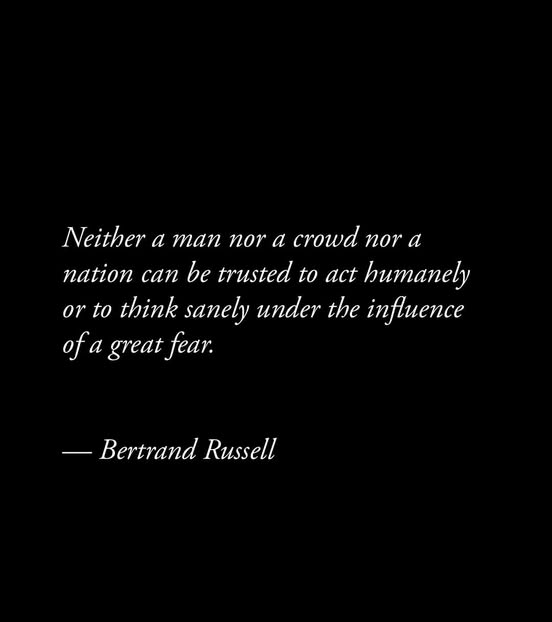 Neither a man nor a crowd nor a
nation can be trusted to act humanely
or to think sanely under the influence
of a great fear.
— Bertrand Russell